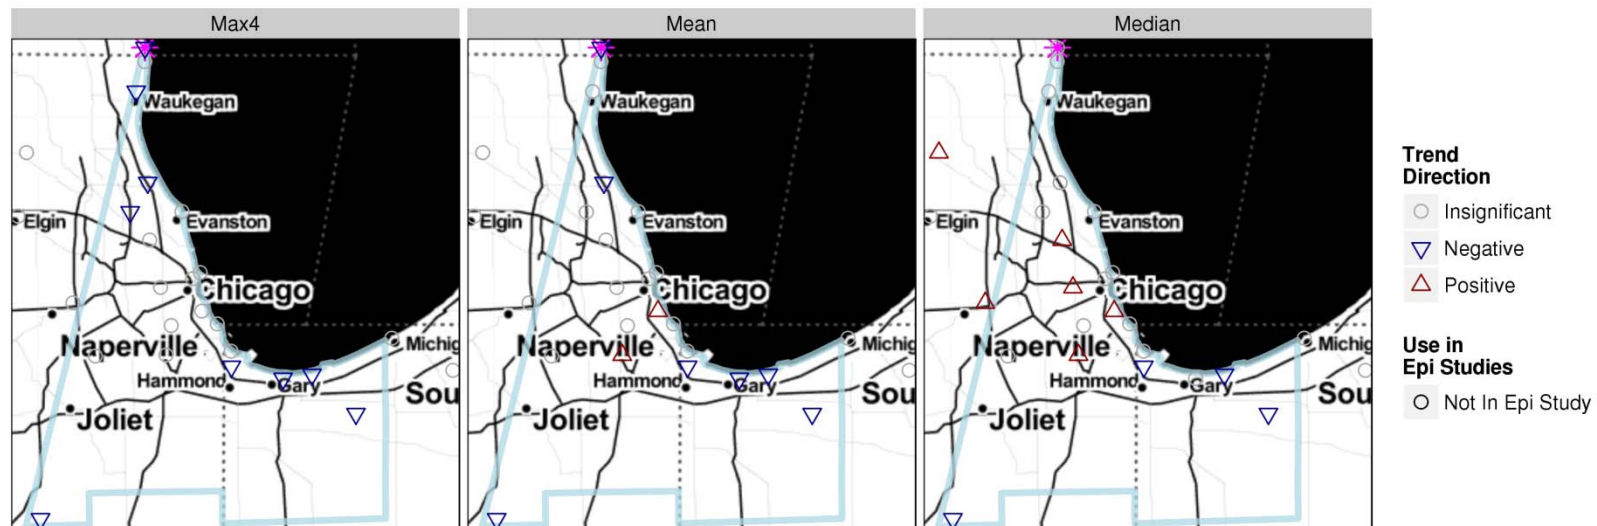 Max4
Mean
Median
Waukegan
Elgin
Evanston
Chicago
Naperville
Michig
Hammond
Gary
Sou
Joliet
Waukegan
Elgin
Evanston
Chicago
Naperville
Michig
Hammond
Gary
Sou
Joliet
Waukegan
Elgin
Evanston
Chicago
Naperville
Michig
Hammond
Gary
Sou
Joliet
Trend
Direction
Insignificant
Negative
Positive
Use in
Epi Studies
Not In Epi Study